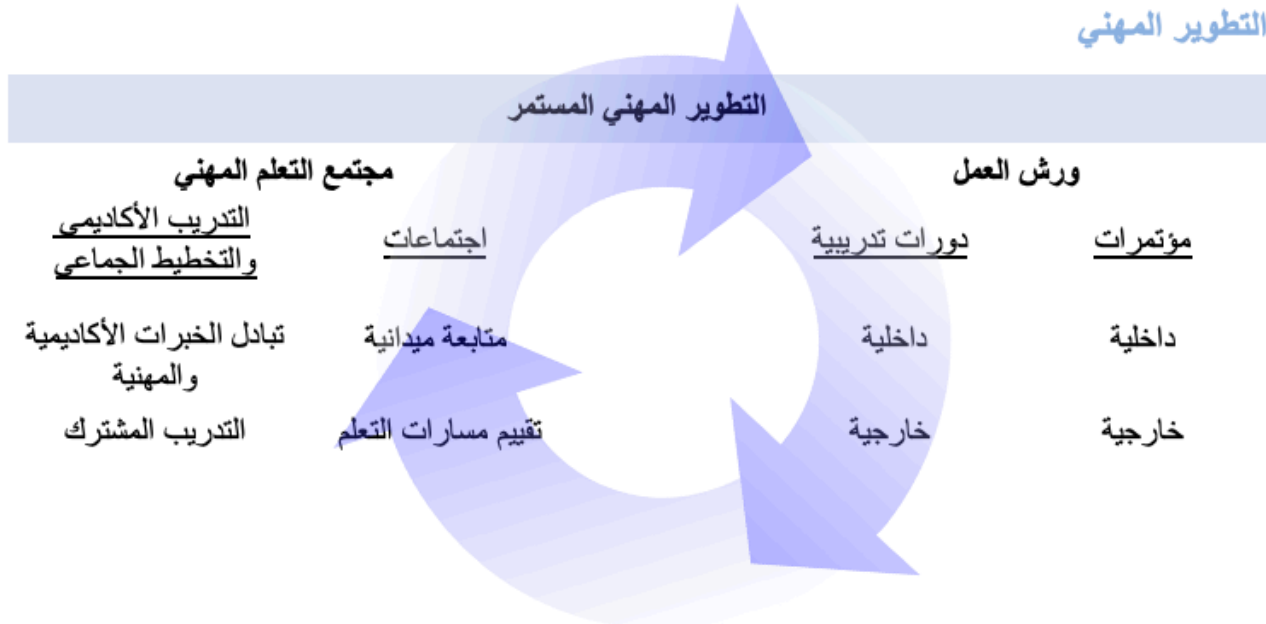 التطوير المهني
التطوير المهني المستمر
ورش العمل
مجتمع التعلم المهني
مؤتمرات
دورات تدريبية
اجتماعات
التدريب الأكاديمي
والتخطيط الجماعي
داخلية
داخلية
متابعة ميدانية
تبادل الخبرات الأكاديمية
والمهنية
خارجية
خارجية
تقييم مسارات التعلم
التدريب المشترك